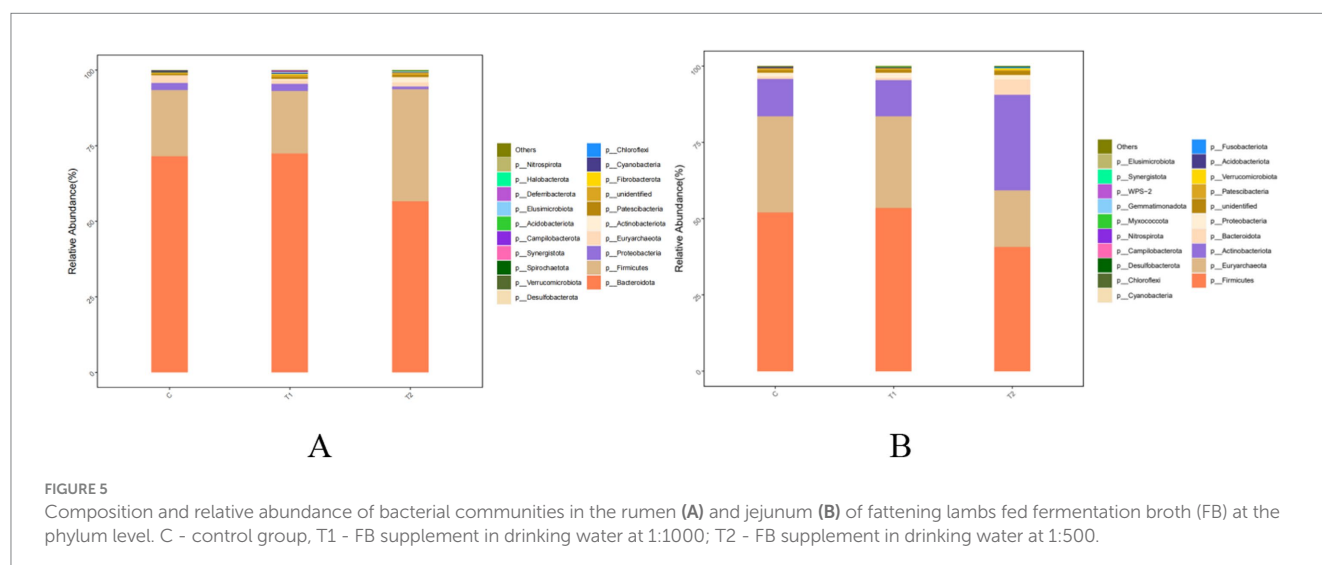 100
75
50
25
0
Relative Abundance(%)
C
T1
T2
Others
p__Nitrospirota
p__Halobacterota
p__Deferribacterota
p__Elusimicrobiota
p__Acidobacteriota
p__Campilobacterota
p__Synergistota
p__Spirochaetota
p__Verrucomicrobiota
p__Desulfobacterota
p__Chloroflexi
p__Cyanobacteria
p__Fibrobacterota
p__unidentified
p__Patescibacteria
p__Actinobacteriota
p__Euryarchaeota
p__Proteobacteria
p__Firmicutes
p__Bacteroidota
A
100
75
50
25
0
Relative Abundance(%)
C
T1
T2
Others
p__Elusimicrobiota
p__Synergistota
p__WPS-2
p__Gemmatimonadota
p__Myxococcota
p__Nitrospirota
p__Campilobacterota
p__Desulfobacterota
p__Chloroflexi
p__Cyanobacteria
p__Fusobacteriota
p__Acidobacteriota
p__Verrucomicrobiota
p__Patescibacteria
p__unidentified
p__Proteobacteria
p__Bacteroidota
p__Actinobacteriota
p__Euryarchaeota
p__Firmicutes
B
FIGURE 5
Composition and relative abundance of bacterial communities in the rumen (A) and jejunum (B) of fattening lambs fed fermentation broth (FB) at the
phylum level. C - control group, T1 - FB supplement in drinking water at 1:1000; T2 - FB supplement in drinking water at 1:500.